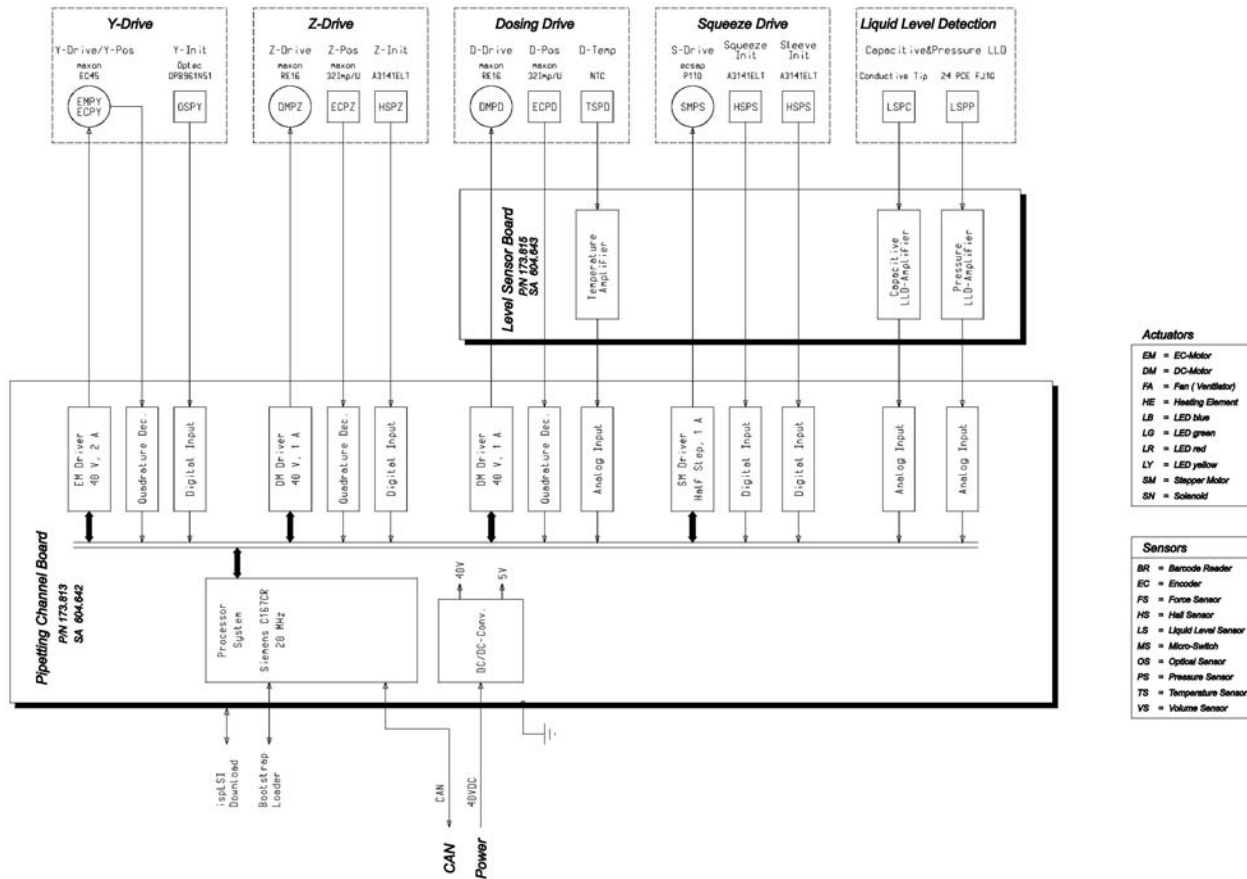 Y-Drive
Y-Drive/Y-Pos
maxon
EC45
EMPY
ECPY
Y-Init
Optec
OPB961N51
OSPY
Z-Drive
Z-Drive
maxon
RE16
DMPZ
Z-Pos
maxon
32Imp/U
ECPZ
Z-Init
A3141ELT
HSPZ
Dosing Drive
D-Drive
maxon
RE16
DMPD
D-Pos
maxon
32Imp/U
ECPD
D-Temp
NTC
TSPD
Squeeze Drive
S-Drive
ecsap
P110
SMPS
Squeeze
Init
A3141ELT
HSPS
Sleeve
Init
A3141ELT
HSPS
Liquid Level Detection
Capacitive&Pressure LLD
Conductive Tip
LSPC
24 PCE FJ1G
LSPP
Level Sensor Board
P/N 173.815
SA 604.643
Temperature
Amplifier
Capacitive
LLD-Amplifier
Pressure
LLD-Amplifier
Pipetting Channel Board
P/N 173.813
SA 604.642
EM Driver
40 V, 2 A
Quadrature Dec.
Digital Input
DM Driver
40 V, 1 A
Quadrature Dec.
Digital Input
DM Driver
40 V, 1 A
Quadrature Dec.
Analog Input
SM Driver
Half Step, 1 A
Digital Input
Digital Input
Analog Input
Analog Input
Processor
System
Siemens C167CR
20 MHz
DC/DC-Conv.
40V
5V
ispLSI
Download
Bootstrap
Loader
CAN
CAN
40VDC
Power
Actuators
EM = EC-Motor
DM = DC-Motor
FA = Fan ( Ventilator)
HE = Heating Element
LB = LED blue
LG = LED green
LR = LED red
LY = LED yellow
SM = Stepper Motor
SN = Solenoid
Sensors
BR = Barcode Reader
EC = Encoder
FS = Force Sensor
HS = Hall Sensor
LS = Liquid Level Sensor
MS = Micro-Switch
OS = Optical Sensor
PS = Pressure Sensor
TS = Temperature Sensor
VS = Volume Sensor